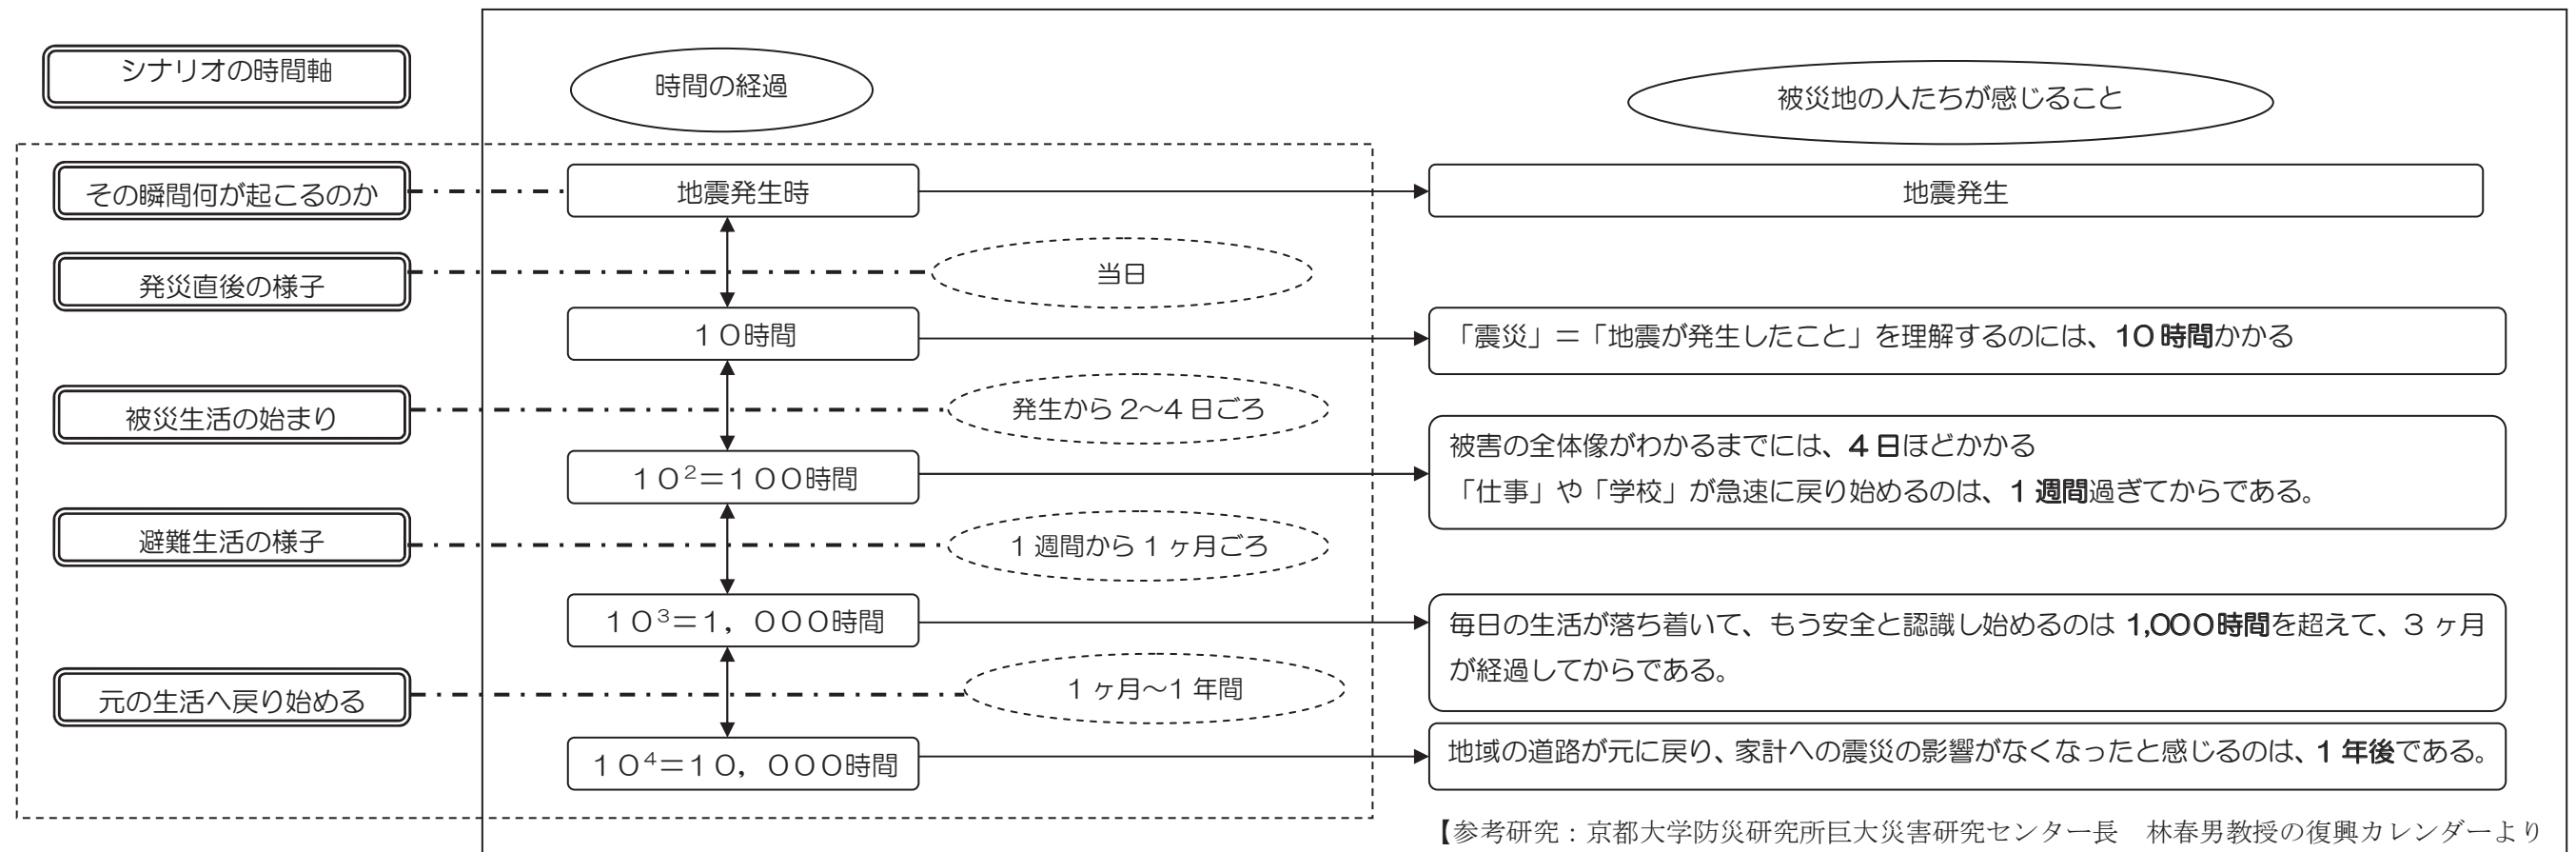 シナリオの時間軸
時間の経過
被災地の人たちが感じること
その瞬間何が起こるのか
地震発生時
地震発生
発災直後の様子
当日
10時間
「震災」＝「地震が発生したこと」を理解するのには、10時間かかる
被災生活の始まり
発生から2～4日ごろ
10²＝100時間
被害の全体像がわかるまでには、4日ほどかかる
「仕事」や「学校」が急速に戻り始めるのは、1週間過ぎてからである。
避難生活の様子
1週間から1ヶ月ごろ
10³＝1，000時間
毎日の生活が落ち着いて、もう安全と認識し始めるのは 1,000時間を超えて、3ヶ月
が経過してからである。
元の生活へ戻り始める
1ヶ月～1年間
10⁴＝10，000時間
地域の道路が元に戻り、家計への震災の影響がなくなったと感じるのは、1年後である。
【参考研究：京都大学防災研究所巨大災害研究センター長　林春男教授の復興カレンダーより